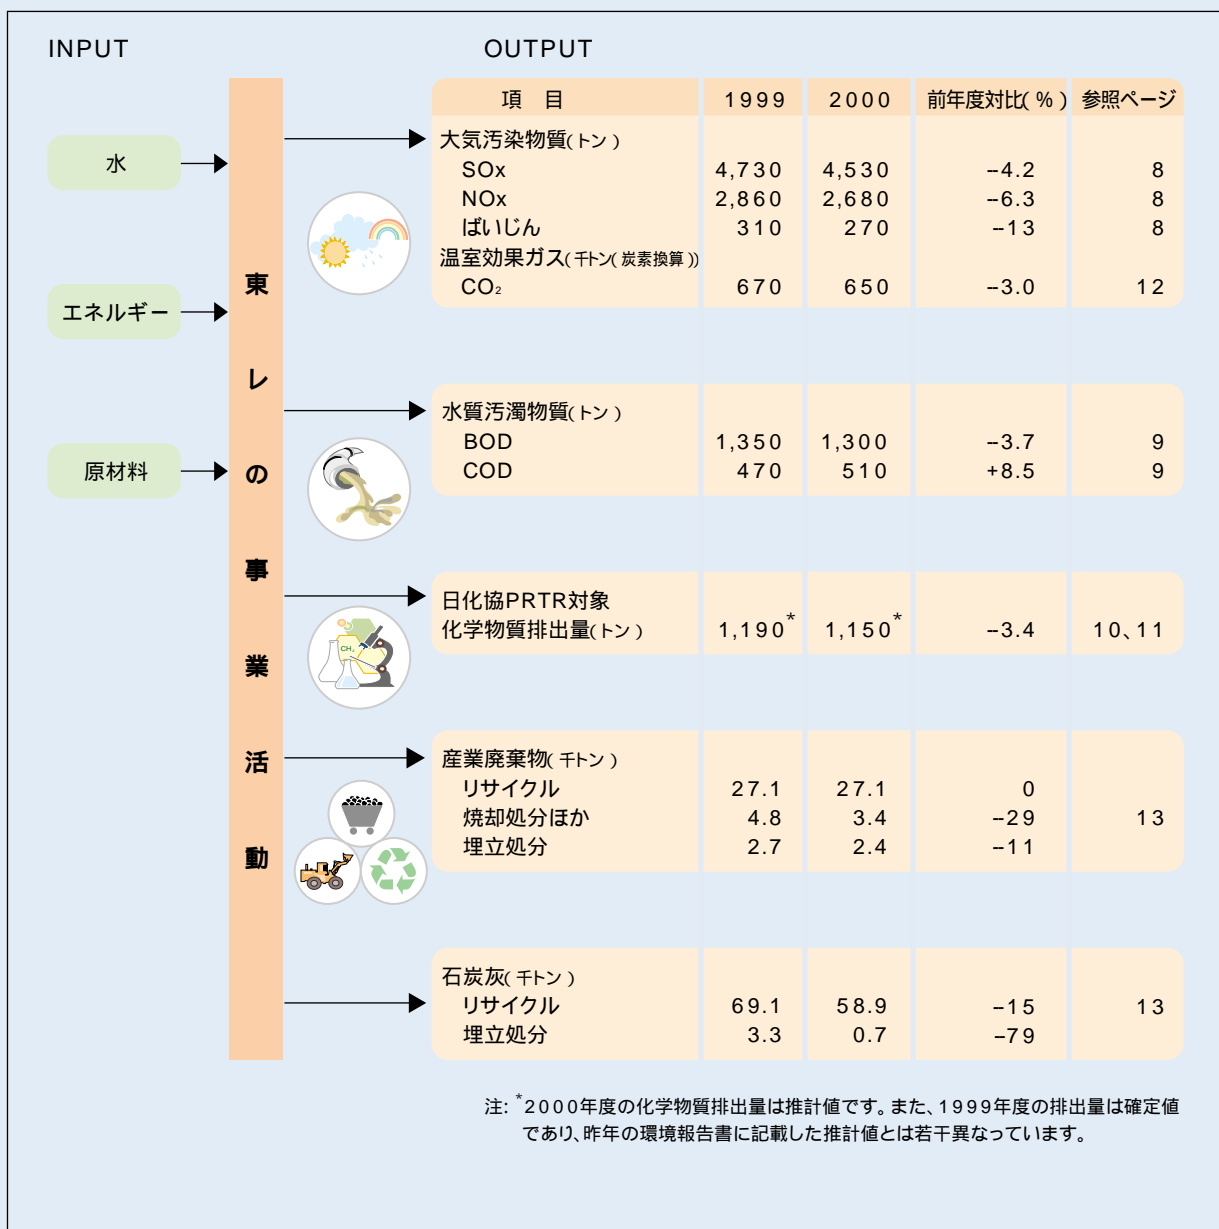 INPUT
OUTPUT
水
エネルギー
原材料
東レの事業活動
項 目 1999 2000 前年度対比(%) 参照ページ
大気汚染物質(トン)
SOx 4,730 4,530 −4.2 8
NOx 2,860 2,680 −6.3 8
ばいじん 310 270 −13 8
温室効果ガス(千トン(炭素換算))
CO₂ 670 650 −3.0 12
水質汚濁物質(トン)
BOD 1,350 1,300 −3.7 9
COD 470 510 +8.5 9
CH₄
日化協PRTR対象
化学物質排出量(トン) 1,190* 1,150* −3.4 10、11
産業廃棄物(千トン)
リサイクル 27.1 27.1 0
焼却処分ほか 4.8 3.4 −29 13
埋立処分 2.7 2.4 −11
石炭灰(千トン)
リサイクル 69.1 58.9 −15 13
埋立処分 3.3 0.7 −79
注: *2000年度の化学物質排出量は推計値です。また、1999年度の排出量は確定値
であり、昨年の環境報告書に記載した推計値とは若干異なっています。